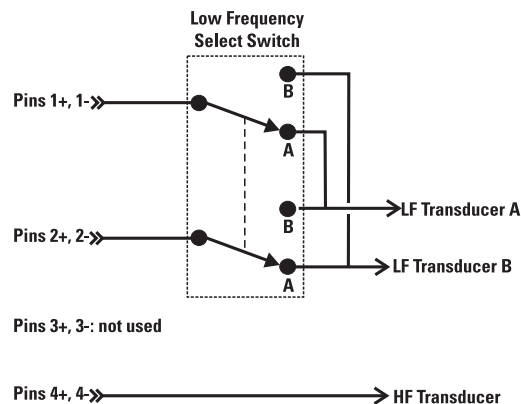 Low Frequency
Select Switch
B
Pins 1+, 1-
A
B
LF Transducer A
Pins 2+, 2-
LF Transducer B
A
Pins 3+, 3-: not used
Pins 4+, 4-
HF Transducer